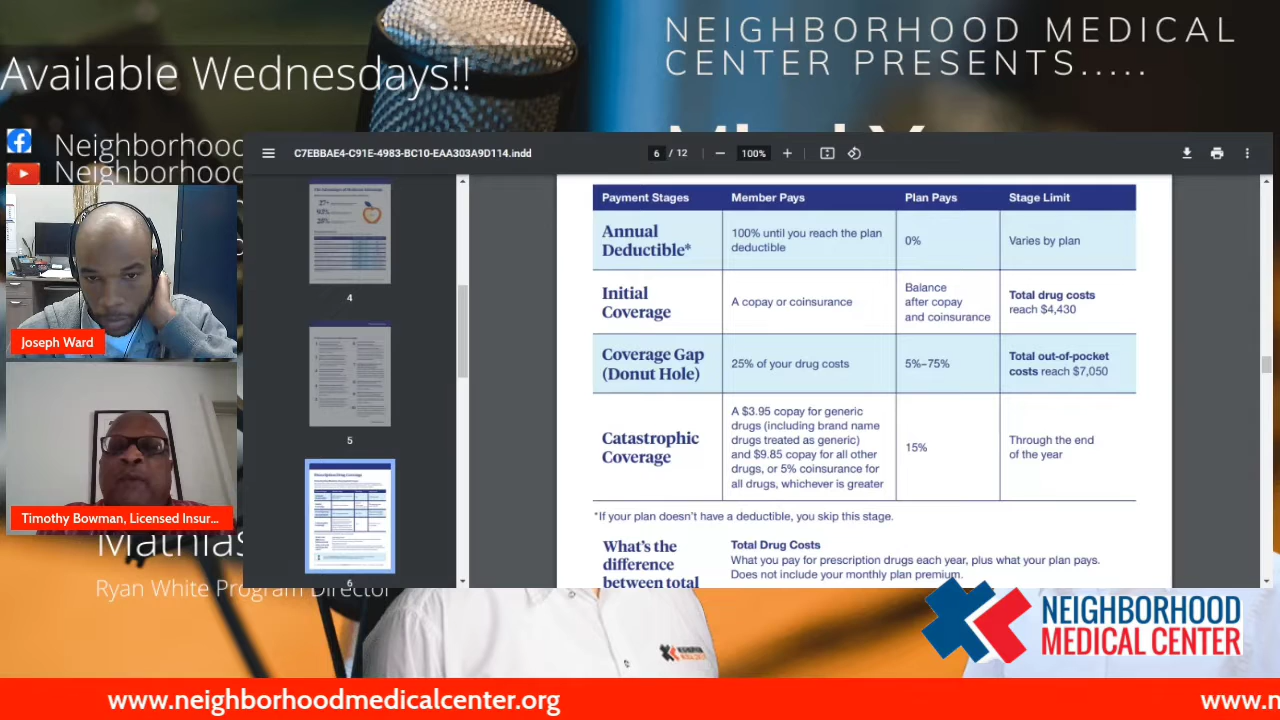 Available Wednesdays!!
NEIGHBORHOOD MEDICAL
CENTER PRESENTS.....
Neighborhood
Neighborhood
C7EBBAE4-C91E-4983-BC10-EAA303A9D114.indd
6 / 12
100%
4
5
6
Payment Stages Member Pays Plan Pays Stage Limit
Annual
Deductible*
100% until you reach the plan
deductible
0%
Varies by plan
Initial
Coverage
A copay or coinsurance
Balance
after copay
and coinsurance
Total drug costs
reach $4,430
Coverage Gap
(Donut Hole)
25% of your drug costs
5%–75%
Total out-of-pocket
costs reach $7,050
Catastrophic
Coverage
A $3.95 copay for generic
drugs (including brand name
drugs treated as generic)
and $9.85 copay for all other
drugs, or 5% coinsurance for
all drugs, whichever is greater
15%
Through the end
of the year
*If your plan doesn't have a deductible, you skip this stage.
What's the
difference
between total
Total Drug Costs
What you pay for prescription drugs each year, plus what your plan pays.
Does not include your monthly plan premium.
Joseph Ward
Timothy Bowman, Licensed Insur...
Mathias
Ryan White Program Director
NEIGHBORHOOD
MEDICAL CENTER
www.neighborhoodmedicalcenter.org
www.n